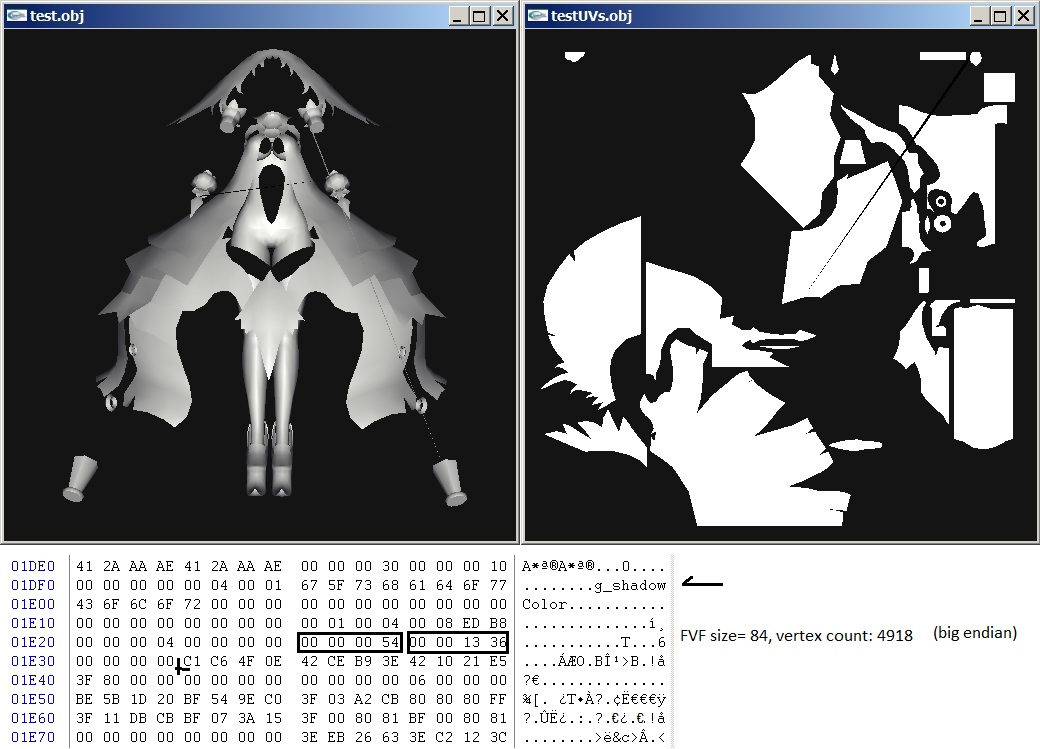 test.obj
testUVs.obj
01DE0 41 2A AA AE 41 2A AA AE 00 00 00 30 00 00 00 10 A*ª®A*ª®...0....
01DF0 00 00 00 00 00 04 00 01 67 5F 73 68 61 64 6F 77 ........g_shadow
01E00 43 6F 6C 6F 72 00 00 00 00 00 00 00 00 00 00 00 Color...........
01E10 00 00 00 00 00 00 00 00 00 01 00 04 00 08 ED B8 ..............í¸
01E20 00 00 00 04 00 00 00 00 00 00 00 54 00 00 13 36 ...........T...6
01E30 00 00 00 00 C1 C6 4F 0E 42 CE B9 3E 42 10 21 E5 ....ÁÆO.BÎ¹>B.!å
01E40 3F 80 00 00 00 00 00 00 00 00 00 00 06 00 00 00 ?€..............
01E50 BE 5B 1D 20 BF 54 9E C0 3F 03 A2 CB 80 80 80 FF ¾[. ¿T•À?.¢Ë€€€ÿ
01E60 3F 11 DB CB BF 07 3A 15 3F 00 80 81 BF 00 80 81 ?.ÛË¿.:.?.€.¿.€.
01E70 00 00 00 00 00 00 00 00 3E EB 26 63 3E C2 12 3C ........>ë&c>Â.<
FVF size= 84, vertex count: 4918 (big endian)